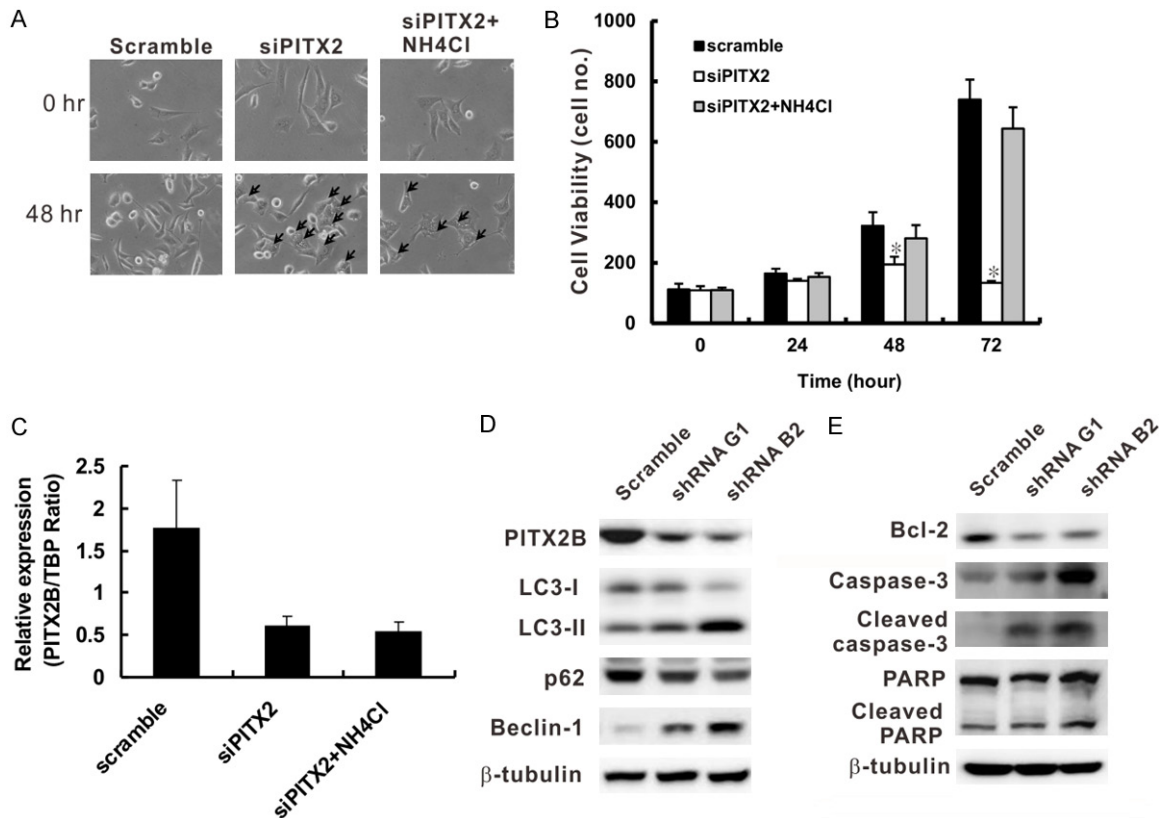 A
Scramble
siPITX2
siPITX2+
NH4Cl
0 hr
48 hr
B
Cell Viability (cell no.)
1000
800
600
400
200
0
scramble
siPITX2
siPITX2+NH4Cl
*
*
0
24
48
72
Time (hour)
C
Relative expression
(PITX2B/TBP Ratio)
2.5
2
1.5
1
0.5
0
scramble
siPITX2
siPITX2+NH4Cl
D
Scramble
shRNA G1
shRNA B2
PITX2B
LC3-I
LC3-II
p62
Beclin-1
β-tubulin
E
Scramble
shRNA G1
shRNA B2
Bcl-2
Caspase-3
Cleaved
caspase-3
PARP
Cleaved
PARP
β-tubulin